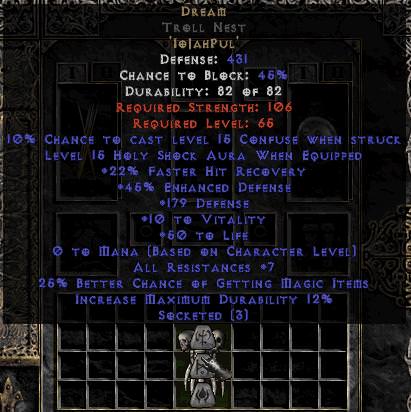 Dream
Troll Nest
'IoJahPul'
Defense: 431
Chance to Block: 45%
Durability: 82 of 82
Required Strength: 106
Required Level: 65
10% Chance to cast level 15 Confuse when struck
Level 15 Holy Shock Aura When Equipped
+22% Faster Hit Recovery
+45% Enhanced Defense
+179 Defense
+10 to Vitality
+50 to Life
0 to Mana (Based on Character Level)
All Resistances +7
25% Better Chance of Getting Magic Items
Increase Maximum Durability 12%
Socketed (3)